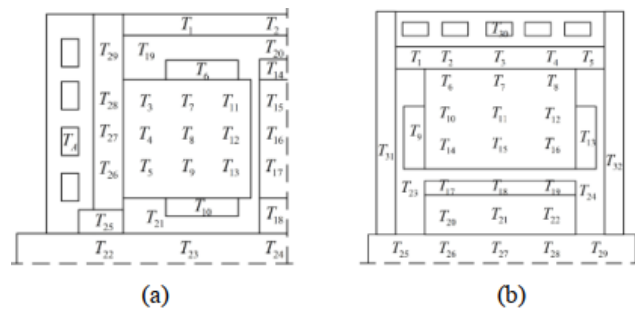 T1 T2
T29 T19 T20
T6 T14
T28 T3 T7 T11 T15
TA T27 T4 T8 T12 T16
T26 T5 T9 T13 T17
T10
T25 T21 T18
T22 T23 T24
(a)
T30
T1 T2 T3 T4 T5
T6 T7 T8
T9 T10 T11 T12 T13
T31 T14 T15 T16 T32
T23 T17 T18 T19 T24
T20 T21 T22
T25 T26 T27 T28 T29
(b)